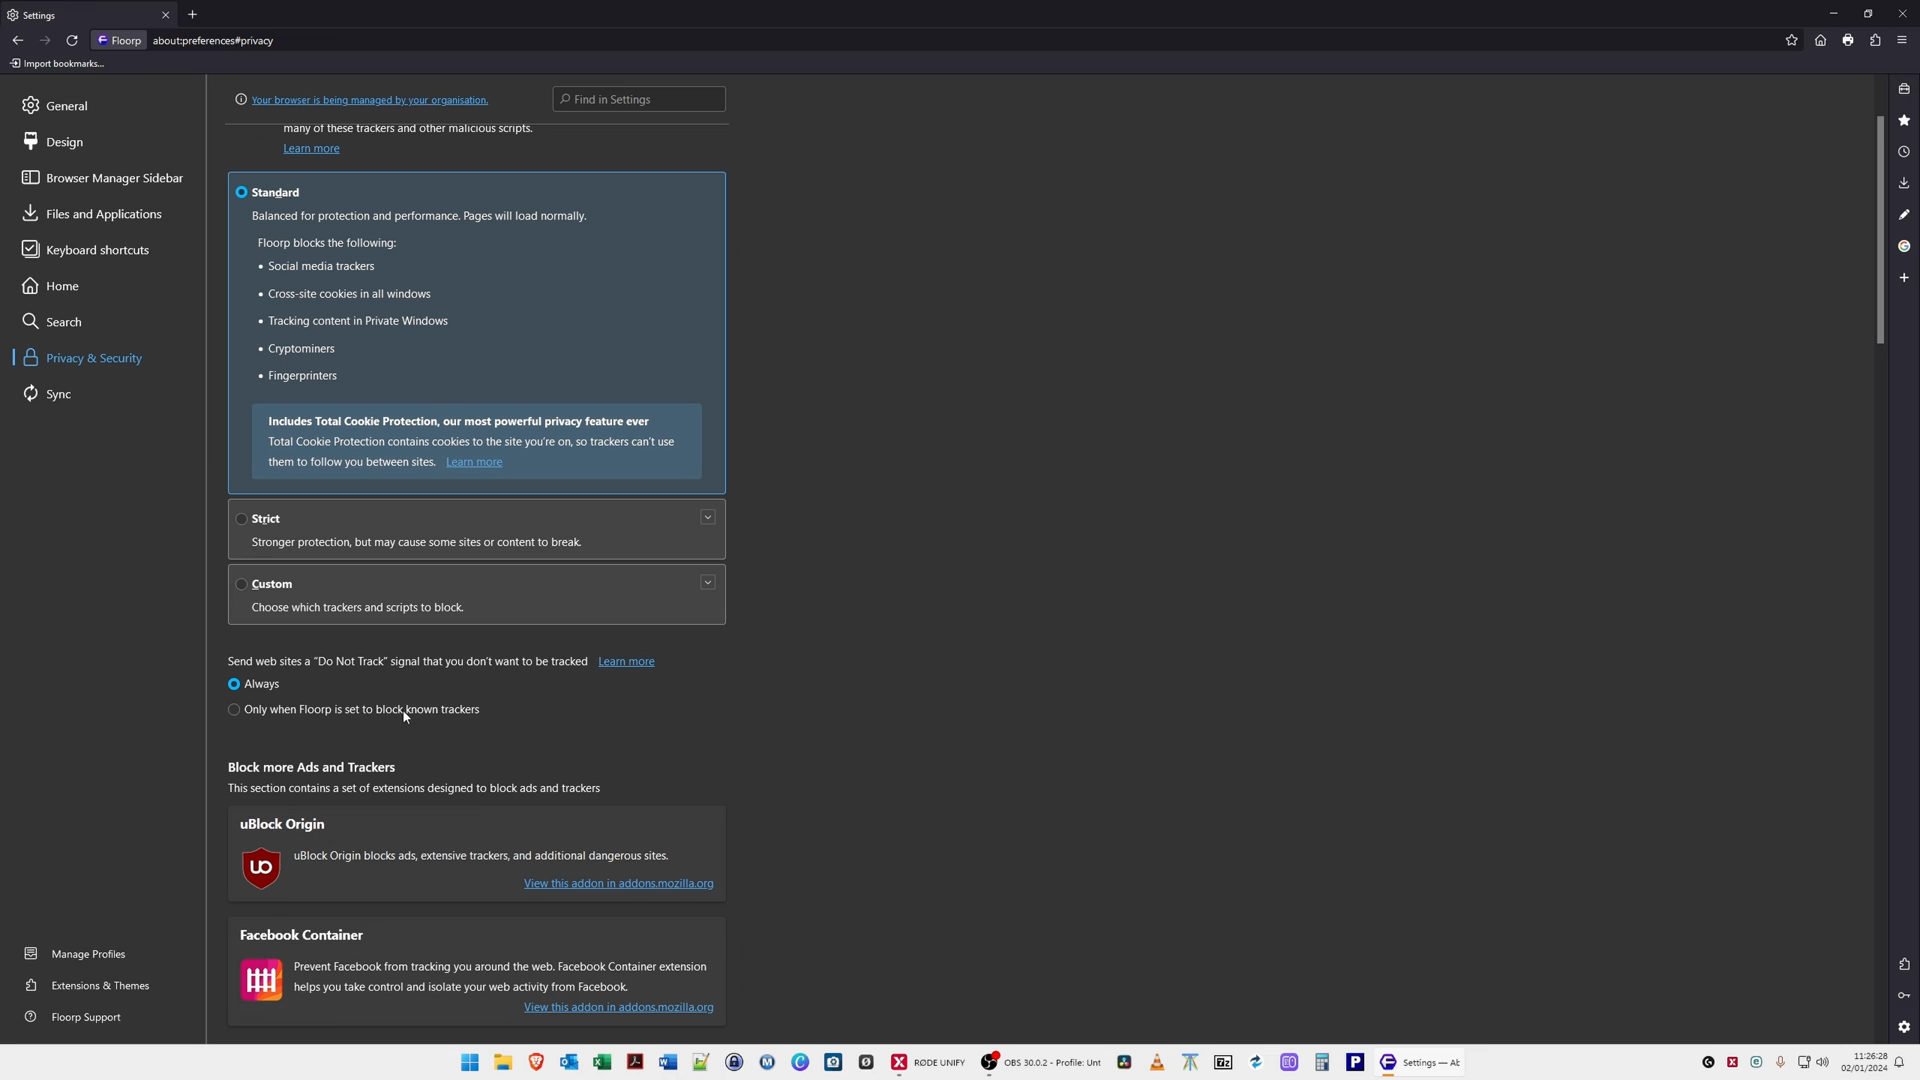 Settings
Floorp
about:preferences#privacy
Import bookmarks...
General
Design
Browser Manager Sidebar
Files and Applications
Keyboard shortcuts
Home
Search
Privacy & Security
Sync
Your browser is being managed by your organisation.
Find in Settings
many of these trackers and other malicious scripts.
Learn more
Standard
Balanced for protection and performance. Pages will load normally.
Floorp blocks the following:
• Social media trackers
• Cross-site cookies in all windows
• Tracking content in Private Windows
• Cryptominers
• Fingerprinters
Includes Total Cookie Protection, our most powerful privacy feature ever
Total Cookie Protection contains cookies to the site you're on, so trackers can't use
them to follow you between sites. Learn more
Strict
Stronger protection, but may cause some sites or content to break.
Custom
Choose which trackers and scripts to block.
Send web sites a "Do Not Track" signal that you don't want to be tracked Learn more
Always
Only when Floorp is set to block known trackers
Block more Ads and Trackers
This section contains a set of extensions designed to block ads and trackers
uBlock Origin
uBlock Origin blocks ads, extensive trackers, and additional dangerous sites.
View this addon in addons.mozilla.org
Facebook Container
Prevent Facebook from tracking you around the web. Facebook Container extension
helps you take control and isolate your web activity from Facebook.
View this addon in addons.mozilla.org
Manage Profiles
Extensions & Themes
Floorp Support
RØDE UNIFY
OBS 30.0.2 - Profile: Unt
Settings — Ab
11:26:28
02/01/2024